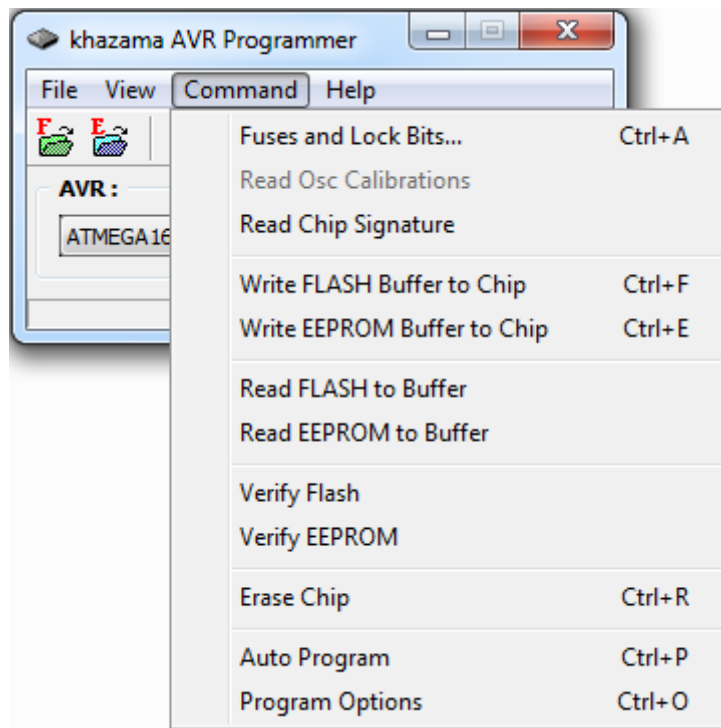 khazama AVR Programmer
File View Command Help
F E
AVR :
ATMEGA16
Fuses and Lock Bits... Ctrl+A
Read Osc Calibrations
Read Chip Signature
Write FLASH Buffer to Chip Ctrl+F
Write EEPROM Buffer to Chip Ctrl+E
Read FLASH to Buffer
Read EEPROM to Buffer
Verify Flash
Verify EEPROM
Erase Chip Ctrl+R
Auto Program Ctrl+P
Program Options Ctrl+O